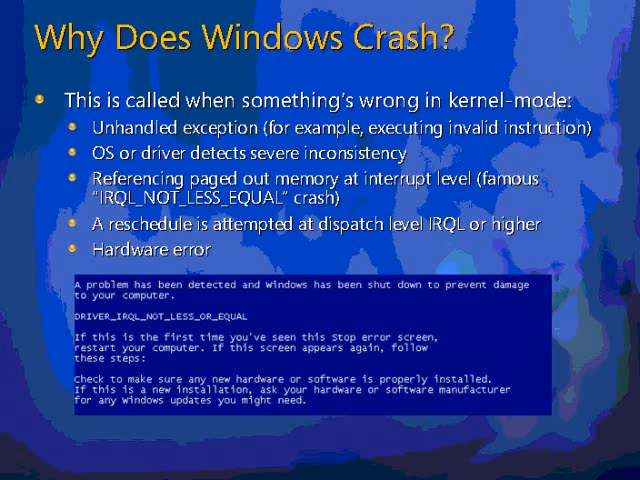 Why Does Windows Crash?
This is called when something's wrong in kernel-mode:
Unhandled exception (for example, executing invalid instruction)
OS or driver detects severe inconsistency
Referencing paged out memory at interrupt level (famous
"IRQL_NOT_LESS_EQUAL" crash)
A reschedule is attempted at dispatch level IRQL or higher
Hardware error
A problem has been detected and Windows has been shut down to prevent damage
to your computer.
DRIVER_IRQL_NOT_LESS_OR_EQUAL
If this is the first time you've seen this Stop error screen,
restart your computer. If this screen appears again, follow
these steps:
Check to make sure any new hardware or software is properly installed.
If this is a new installation, ask your hardware or software manufacturer
for any Windows updates you might need.